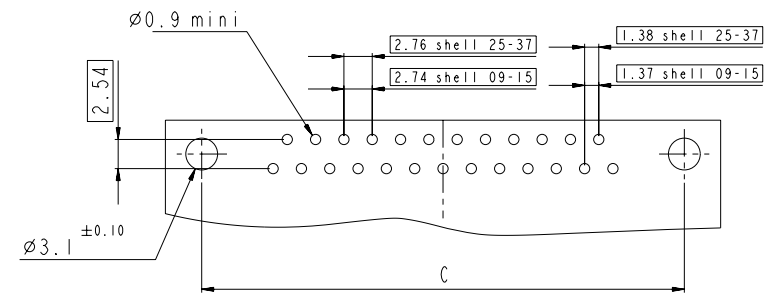 Ø0.9 mini
2.76 shell 25-37
1.38 shell 25-37
2.74 shell 09-15
1.37 shell 09-15
2.54
Ø3.1 ±0.10
C